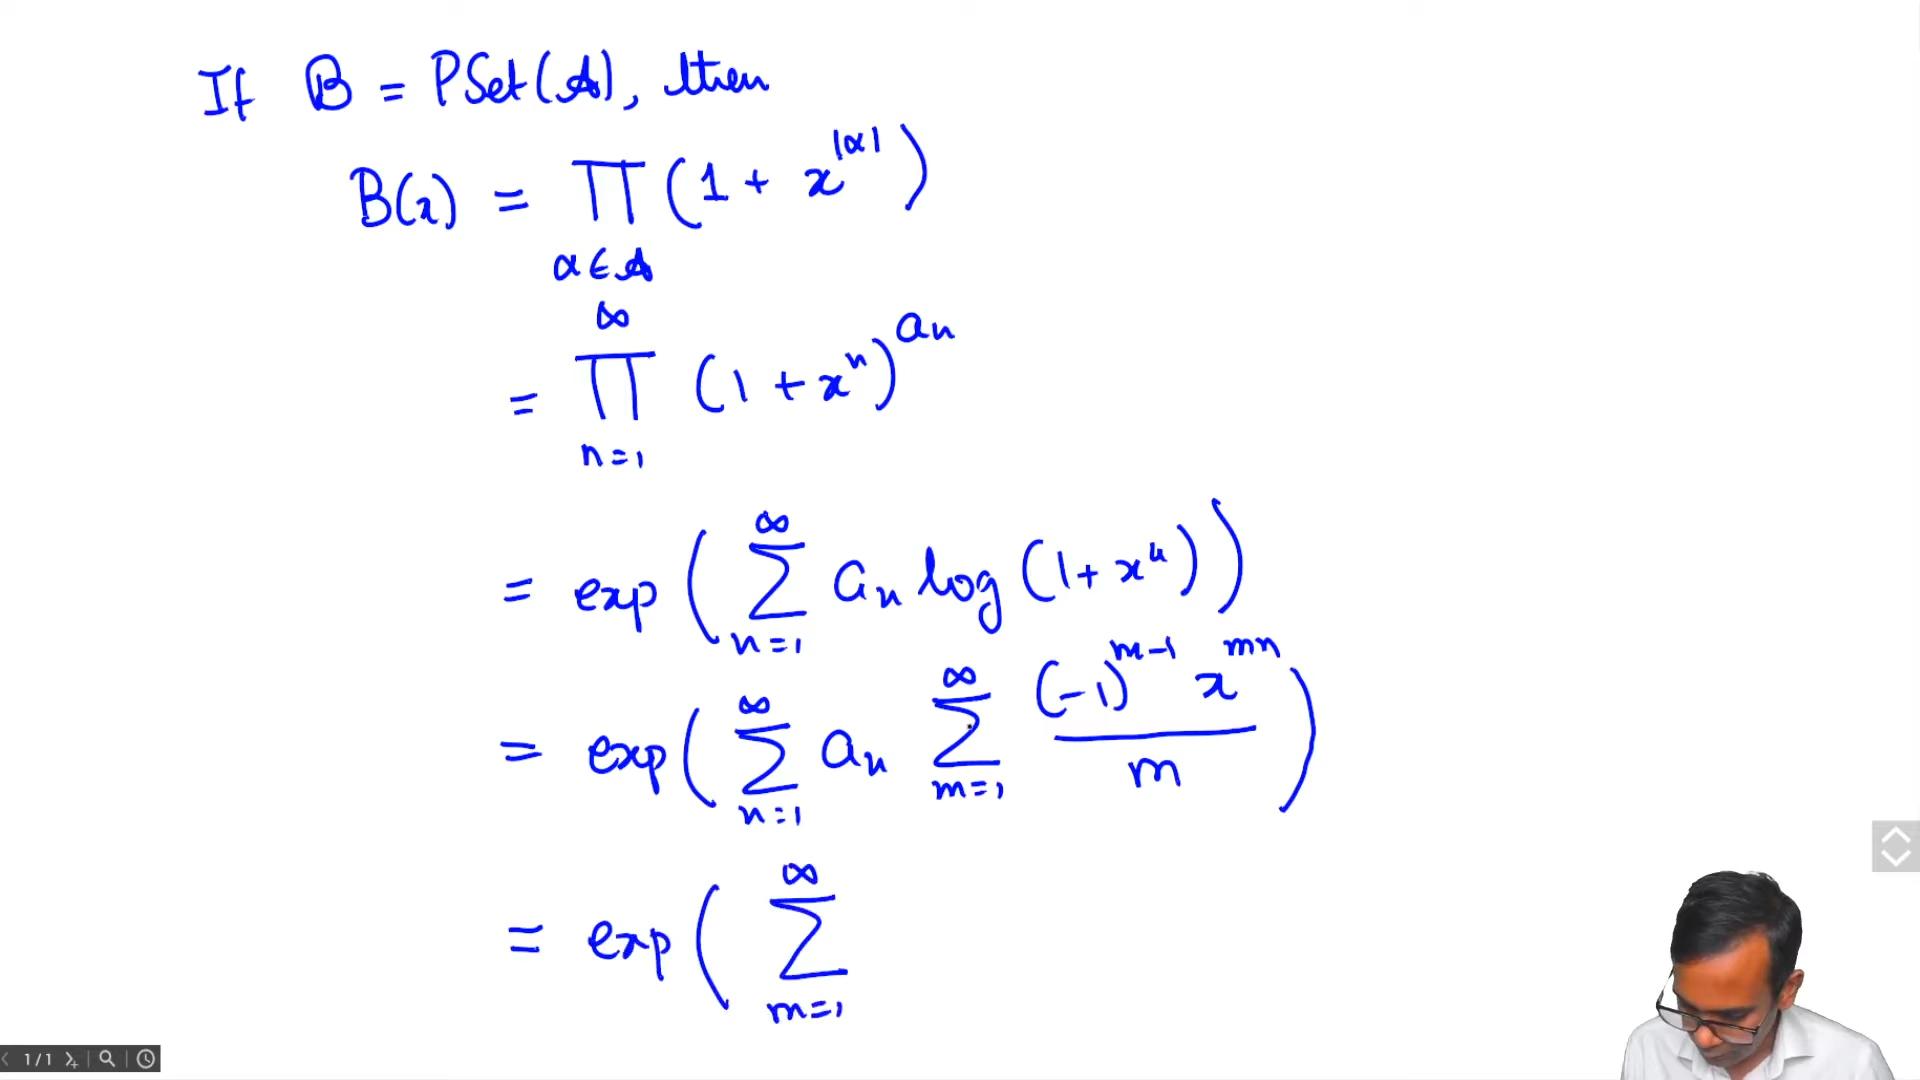 If ℬ = PSet(𝒜), then
B(x) = ∏_{α∈𝒜} (1 + x^{|α|})
= ∏_{n=1}^{∞} (1 + x^n)^{a_n}
= exp( ∑_{n=1}^{∞} a_n log (1 + x^n) )
= exp( ∑_{n=1}^{∞} a_n ∑_{m=1}^{∞} (-1)^{m-1} x^{mn} / m )
= exp( ∑_{m=1}^{∞}
1/1